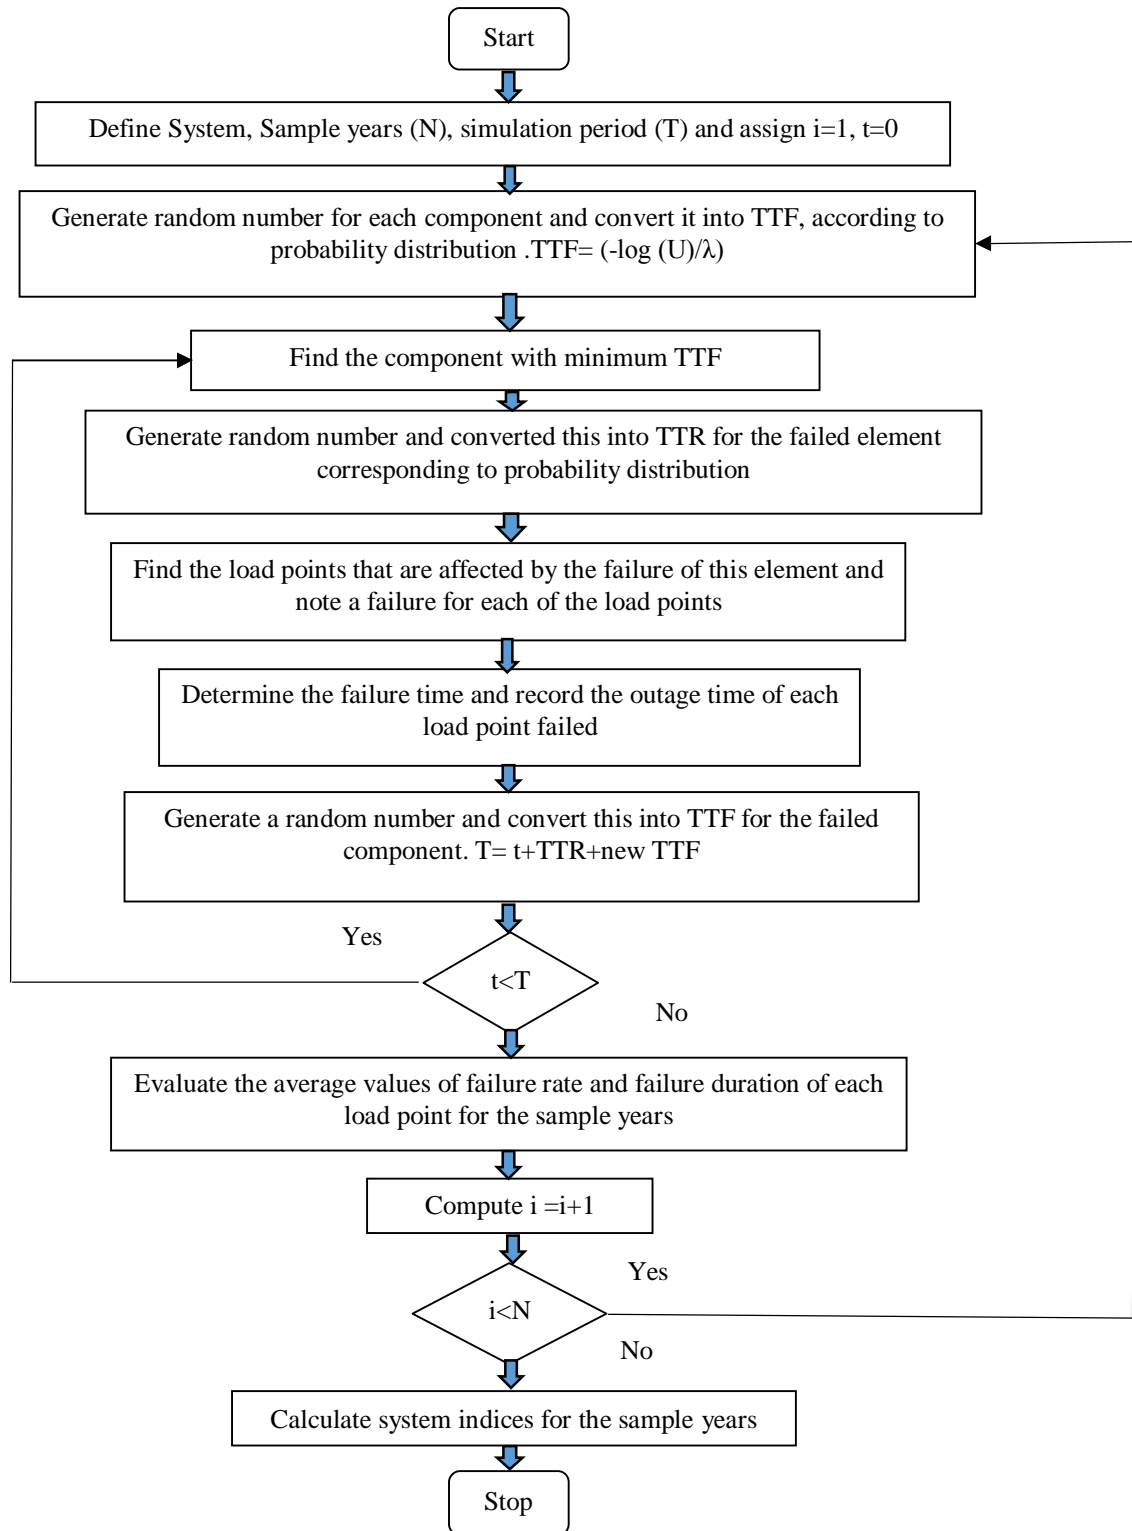 Start
Define System, Sample years (N), simulation period (T) and assign i=1, t=0
Generate random number for each component and convert it into TTF, according to
probability distribution .TTF= (-log (U)/λ)
Find the component with minimum TTF
Generate random number and converted this into TTR for the failed element
corresponding to probability distribution
Find the load points that are affected by the failure of this element and
note a failure for each of the load points
Determine the failure time and record the outage time of each
load point failed
Generate a random number and convert this into TTF for the failed
component. T= t+TTR+new TTF
Yes
t<T
No
Evaluate the average values of failure rate and failure duration of each
load point for the sample years
Compute i =i+1
Yes
i<N
No
Calculate system indices for the sample years
Stop